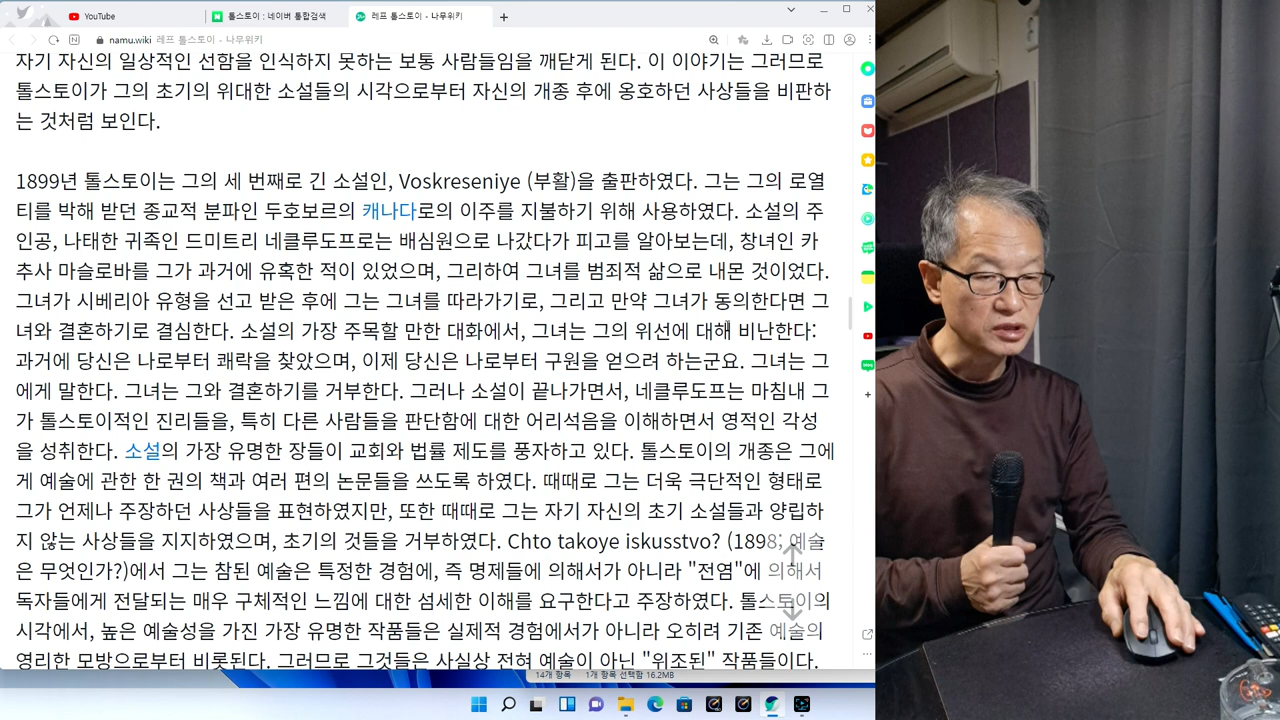 YouTube
톨스토이 : 네이버 통합검색
레프 톨스토이 - 나무위키
namu.wiki 레프 톨스토이 - 나무위키
자기 자신의 일상적인 선함을 인식하지 못하는 보통 사람들임을 깨닫게 된다. 이 이야기는 그러므로
톨스토이가 그의 초기의 위대한 소설들의 시각으로부터 자신의 개종 후에 옹호하던 사상들을 비판하
는 것처럼 보인다.
1899년 톨스토이는 그의 세 번째로 긴 소설인, Voskreseniye (부활)을 출판하였다. 그는 그의 로열
티를 박해 받던 종교적 분파인 두호보르의 캐나다로의 이주를 지불하기 위해 사용하였다. 소설의 주
인공, 나태한 귀족인 드미트리 네클루도프로는 배심원으로 나갔다가 피고를 알아보는데, 창녀인 카
추사 마슬로바를 그가 과거에 유혹한 적이 있었으며, 그리하여 그녀를 범죄적 삶으로 내몬 것이었다.
그녀가 시베리아 유형을 선고 받은 후에 그는 그녀를 따라가기로, 그리고 만약 그녀가 동의한다면 그
녀와 결혼하기로 결심한다. 소설의 가장 주목할 만한 대화에서, 그녀는 그의 위선에 대해 비난한다:
과거에 당신은 나로부터 쾌락을 찾았으며, 이제 당신은 나로부터 구원을 얻으려 하는군요. 그녀는 그
에게 말한다. 그녀는 그와 결혼하기를 거부한다. 그러나 소설이 끝나가면서, 네클루도프는 마침내 그
가 톨스토이적인 진리들을, 특히 다른 사람들을 판단함에 대한 어리석음을 이해하면서 영적인 각성
을 성취한다. 소설의 가장 유명한 장들이 교회와 법률 제도를 풍자하고 있다. 톨스토이의 개종은 그에
게 예술에 관한 한 권의 책과 여러 편의 논문들을 쓰도록 하였다. 때때로 그는 더욱 극단적인 형태로
그가 언제나 주장하던 사상들을 표현하였지만, 또한 때때로 그는 자기 자신의 초기 소설들과 양립하
지 않는 사상들을 지지하였으며, 초기의 것들을 거부하였다. Chto takoye iskusstvo? (1898; 예술
은 무엇인가?)에서 그는 참된 예술은 특정한 경험에, 즉 명제들에 의해서가 아니라 "전염"에 의해서
독자들에게 전달되는 매우 구체적인 느낌에 대한 섬세한 이해를 요구한다고 주장하였다. 톨스토이의
시각에서, 높은 예술성을 가진 가장 유명한 작품들은 실제적 경험에서가 아니라 오히려 기존 예술의
영리한 모방으로부터 비롯된다. 그러므로 그것들은 사실상 전혀 예술이 아닌 "위조된" 작품들이다.
14개 항목 1개 항목 선택함 16.2MB